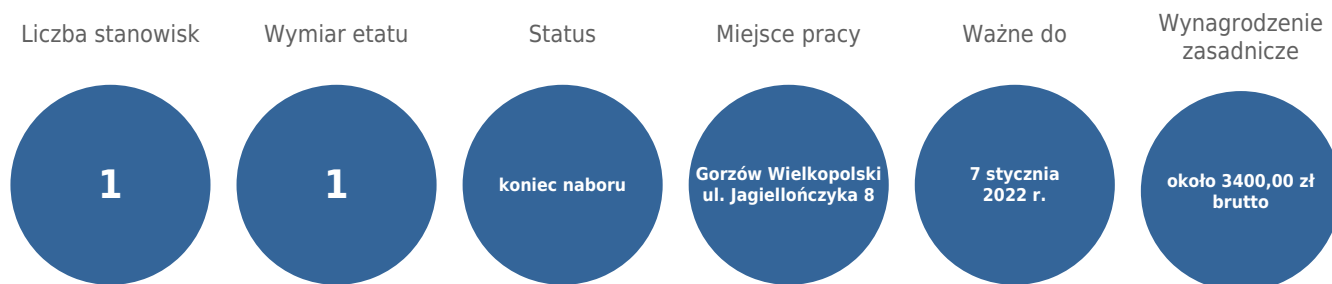 Liczba stanowisk
1
Wymiar etatu
1
Status
koniec naboru
Miejsce pracy
Gorzów Wielkopolski
ul. Jagiellończyka 8
Ważne do
7 stycznia
2022 r.
Wynagrodzenie
zasadnicze
około 3400,00 zł
brutto